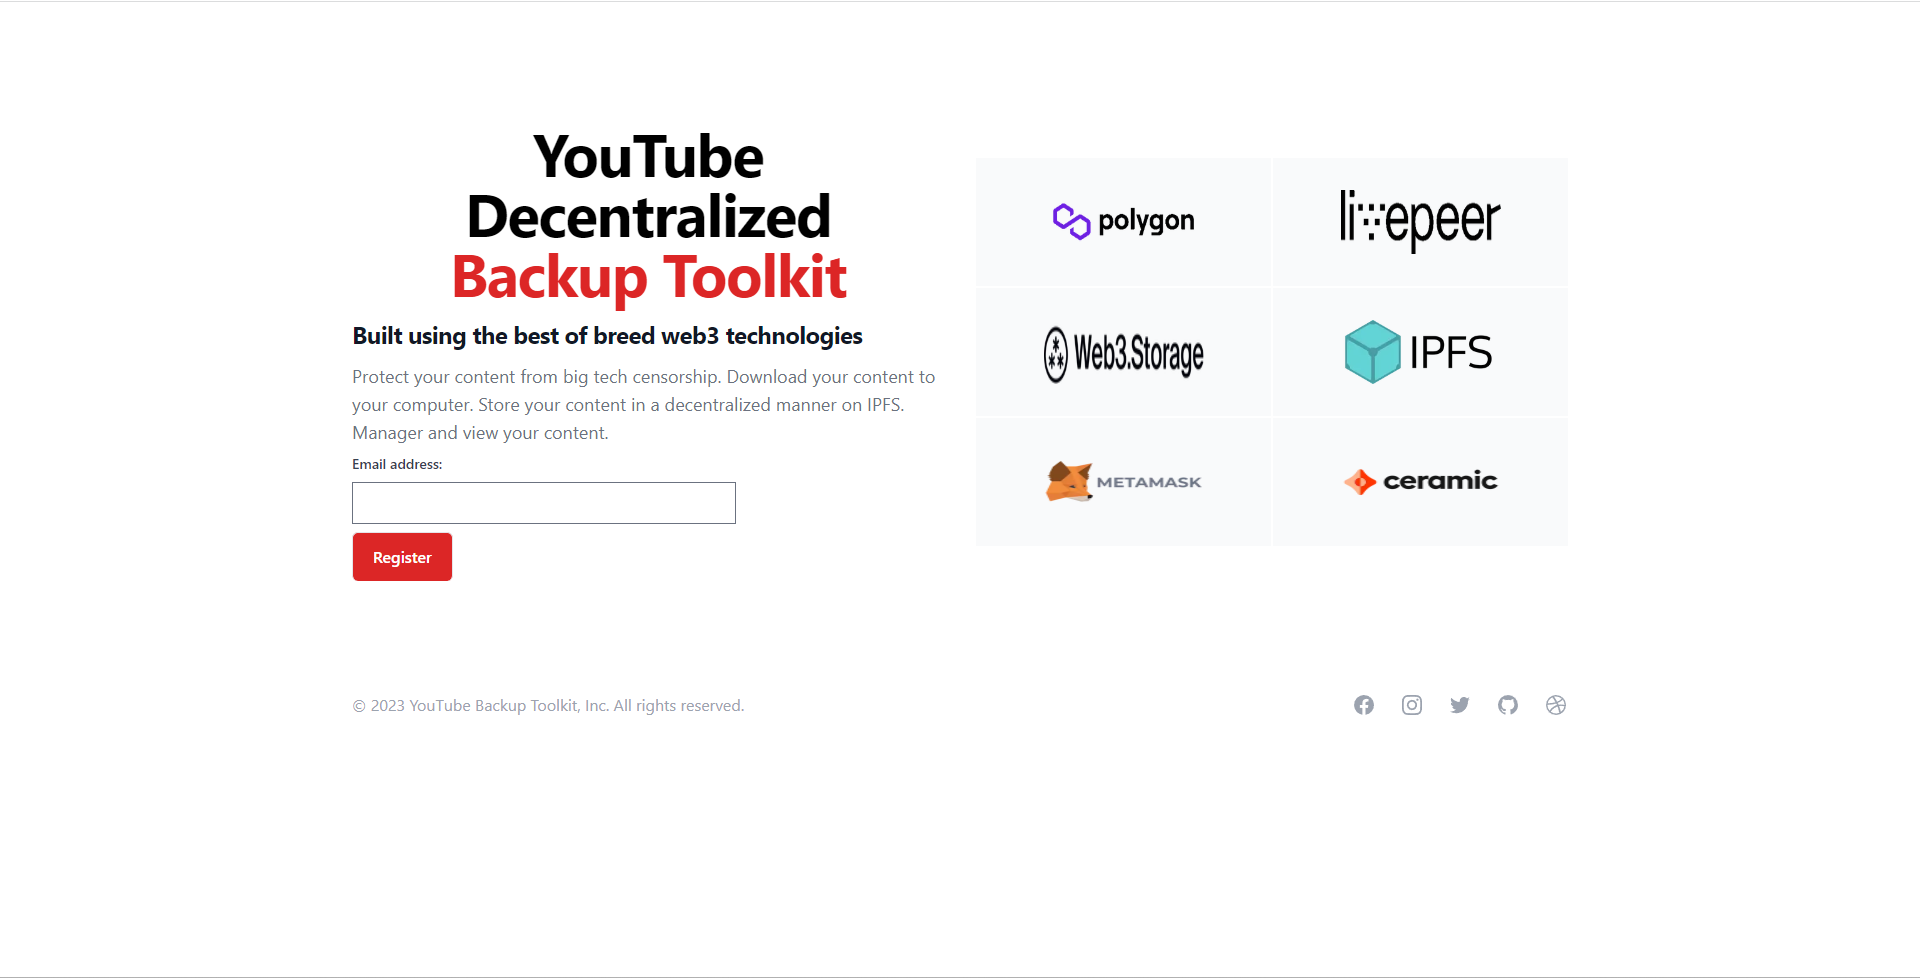 YouTube
Decentralized
Backup Toolkit
Built using the best of breed web3 technologies
Protect your content from big tech censorship. Download your content to
your computer. Store your content in a decentralized manner on IPFS.
Manager and view your content.
Email address:
Register
polygon
livepeer
Web3.Storage
IPFS
METAMASK
ceramic
© 2023 YouTube Backup Toolkit, Inc. All rights reserved.